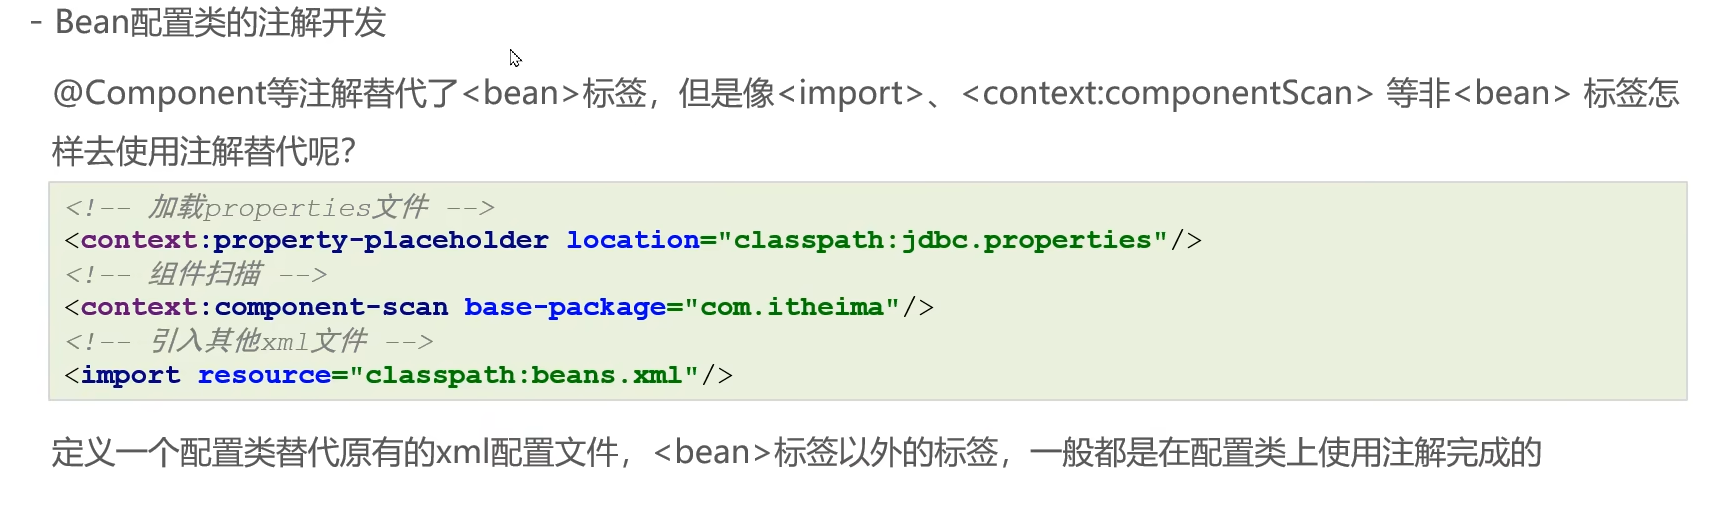 - Bean配置类的注解开发
@Component等注解替代了<bean>标签，但是像<import>、<context:componentScan> 等非<bean> 标签怎
样去使用注解替代呢？
<!-- 加载properties文件 -->
<context:property-placeholder location="classpath:jdbc.properties"/>
<!-- 组件扫描 -->
<context:component-scan base-package="com.itheima"/>
<!-- 引入其他xml文件 -->
<import resource="classpath:beans.xml"/>
定义一个配置类替代原有的xml配置文件，<bean>标签以外的标签，一般都是在配置类上使用注解完成的